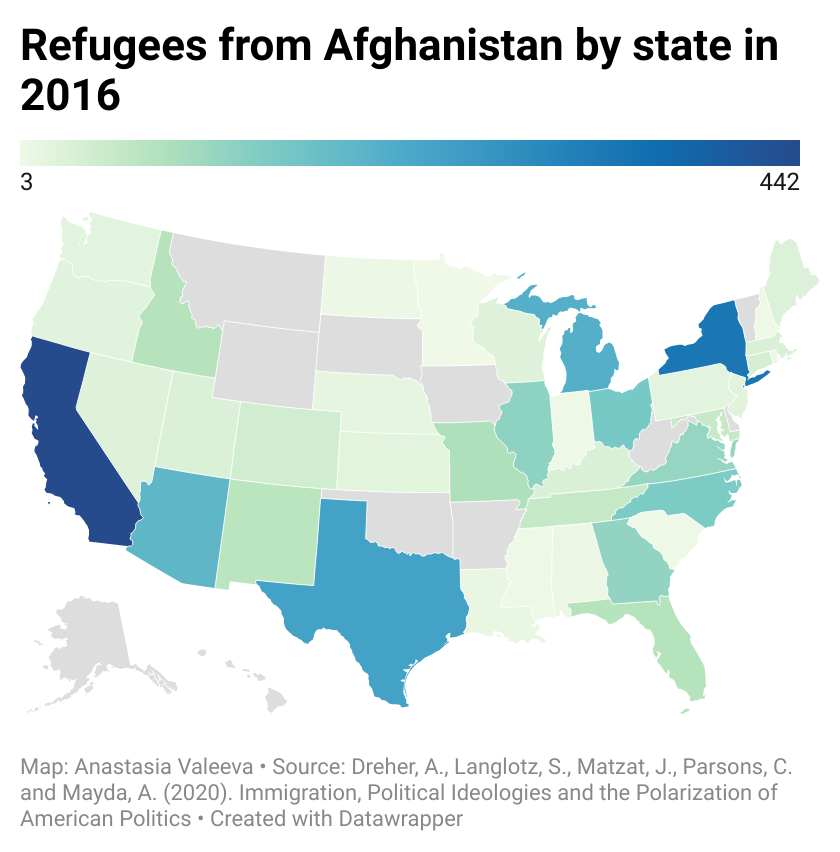 Refugees from Afghanistan by state in
2016
3
442
Map: Anastasia Valeeva • Source: Dreher, A., Langlotz, S., Matzat, J., Parsons, C.
and Mayda, A. (2020). Immigration, Political Ideologies and the Polarization of
American Politics • Created with Datawrapper